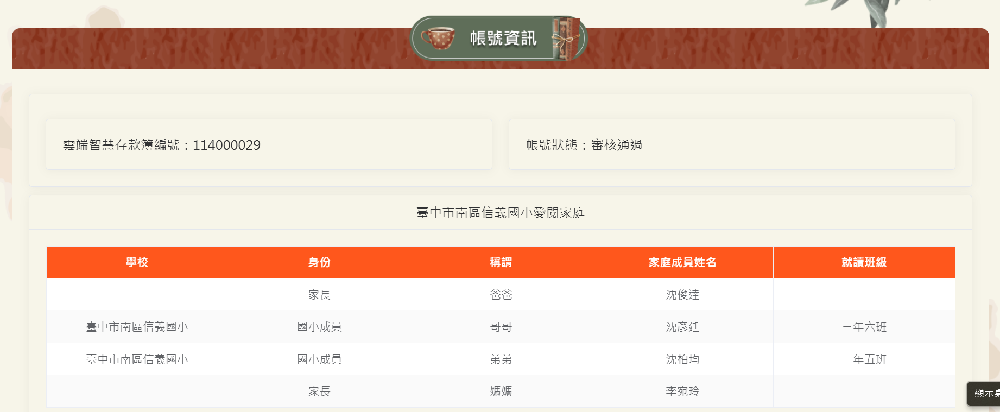 帳號資訊
雲端智慧存款簿編號：114000029
帳號狀態：審核通過
臺中市南區信義國小愛閱家庭
學校 身份 稱謂 家庭成員姓名 就讀班級
家長 爸爸 沈俊達
臺中市南區信義國小 國小成員 哥哥 沈彥廷 三年六班
臺中市南區信義國小 國小成員 弟弟 沈柏均 一年五班
家長 媽媽 李宛玲
顯示